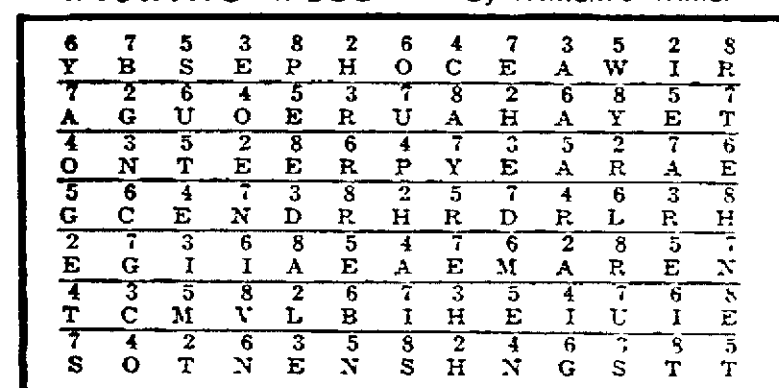 6 7 5 3 8 2 6 4 7 3 5 2 8
Y B S E P H O C E A W I R
7 2 6 4 5 3 7 8 2 6 8 5 7
A G U O E R U A H A Y E T
4 3 5 2 8 6 4 7 3 5 2 7 6
O N T E E R P Y E A R A E
5 6 4 7 3 8 2 5 7 4 6 3 8
G C E N D R H R D R L R H
2 7 3 6 8 5 4 7 6 2 8 5 7
E G I I A E A E M A R E N
4 3 5 8 2 6 7 3 5 4 7 6 8
T C M V L B I H E I U I E
7 4 2 6 3 5 8 2 4 6 7 8 5
S O T N E N S H N G S T T